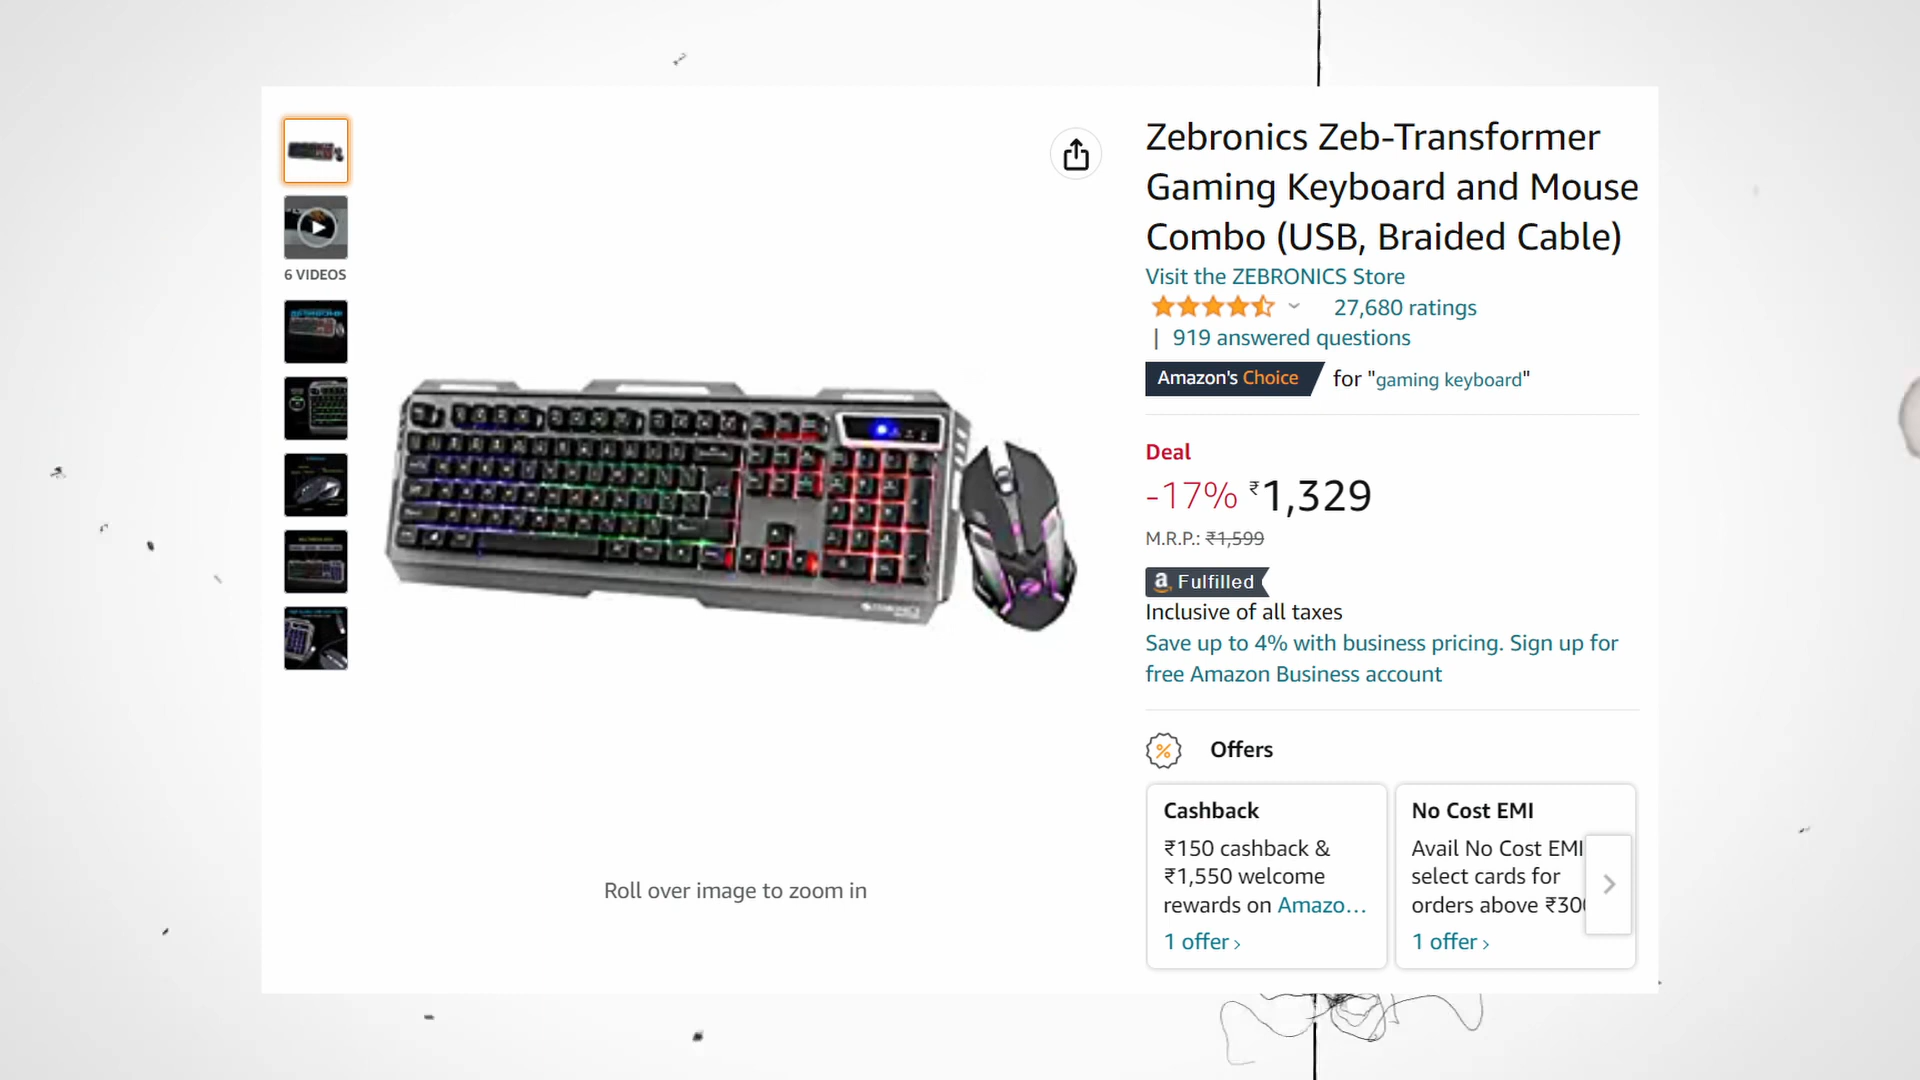 6 VIDEOS
Roll over image to zoom in
Zebronics Zeb-Transformer
Gaming Keyboard and Mouse
Combo (USB, Braided Cable)
Visit the ZEBRONICS Store
27,680 ratings
| 919 answered questions
Amazon's Choice for "gaming keyboard"
Deal
-17% ₹1,329
M.R.P.: ₹1,599
a Fulfilled
Inclusive of all taxes
Save up to 4% with business pricing. Sign up for
free Amazon Business account
% Offers
Cashback
₹150 cashback &
₹1,550 welcome
rewards on Amazo...
1 offer ›
No Cost EMI
Avail No Cost EMI
select cards for
orders above ₹300
1 offer ›